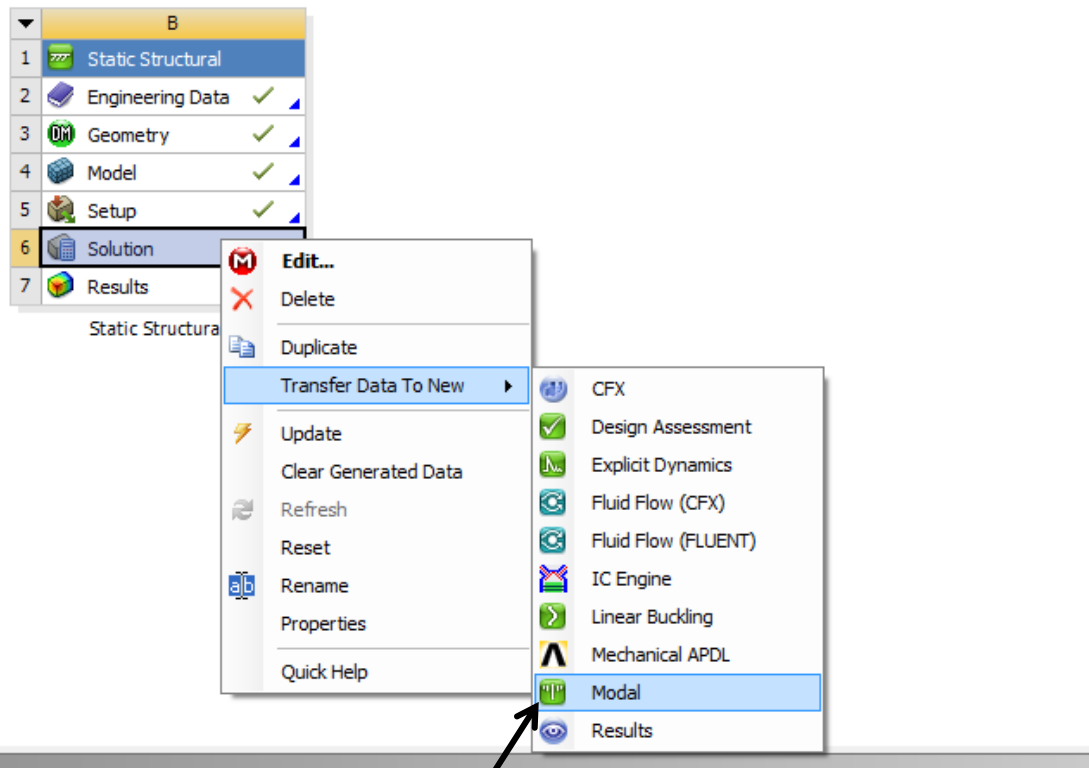 B
1 Static Structural
2 Engineering Data
3 DM Geometry
4 Model
5 Setup
6 Solution
7 Results
Static Structura
M Edit...
Delete
Duplicate
Transfer Data To New
Update
Clear Generated Data
Refresh
Reset
ab Rename
Properties
Quick Help
CFX
Design Assessment
Explicit Dynamics
Fluid Flow (CFX)
Fluid Flow (FLUENT)
IC Engine
Linear Buckling
Mechanical APDL
Modal
Results